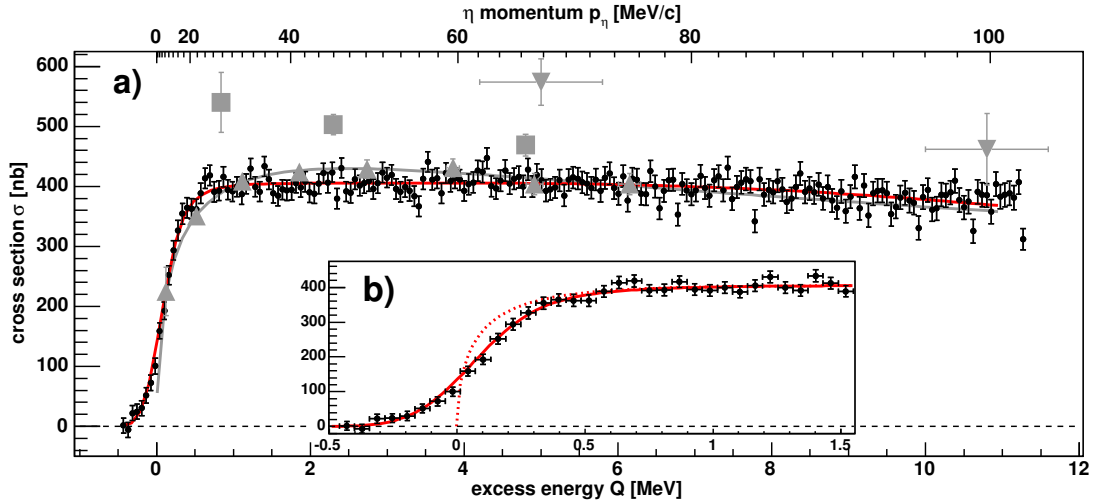 η momentum pη [MeV/c]
0 20 40 60 80 100
a)
600
500
400
300
200
100
0
cross section σ [nb]
b)
400
300
200
100
0
-0.5 0 0.5 1 1.5
0 2 4 6 8 10 12
excess energy Q [MeV]